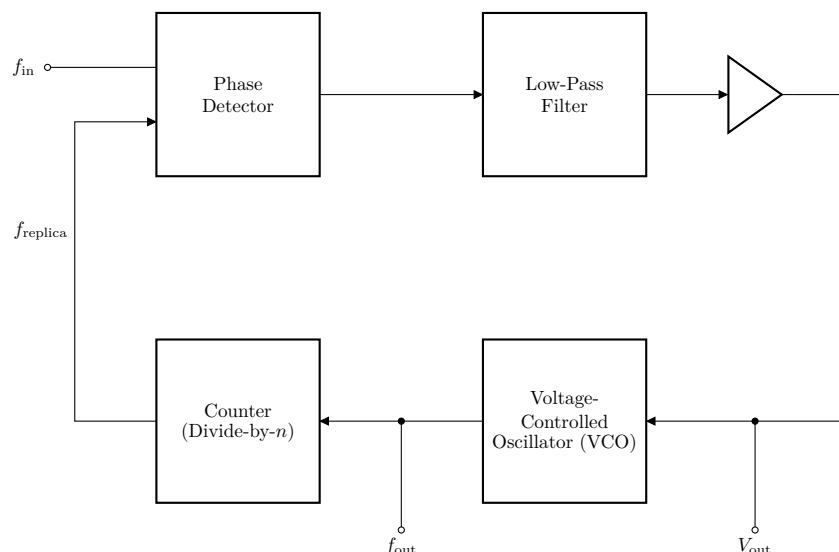 f_in
Phase
Detector
Low-Pass
Filter
f_replica
Counter
(Divide-by-n)
Voltage-
Controlled
Oscillator (VCO)
f_out
V_out